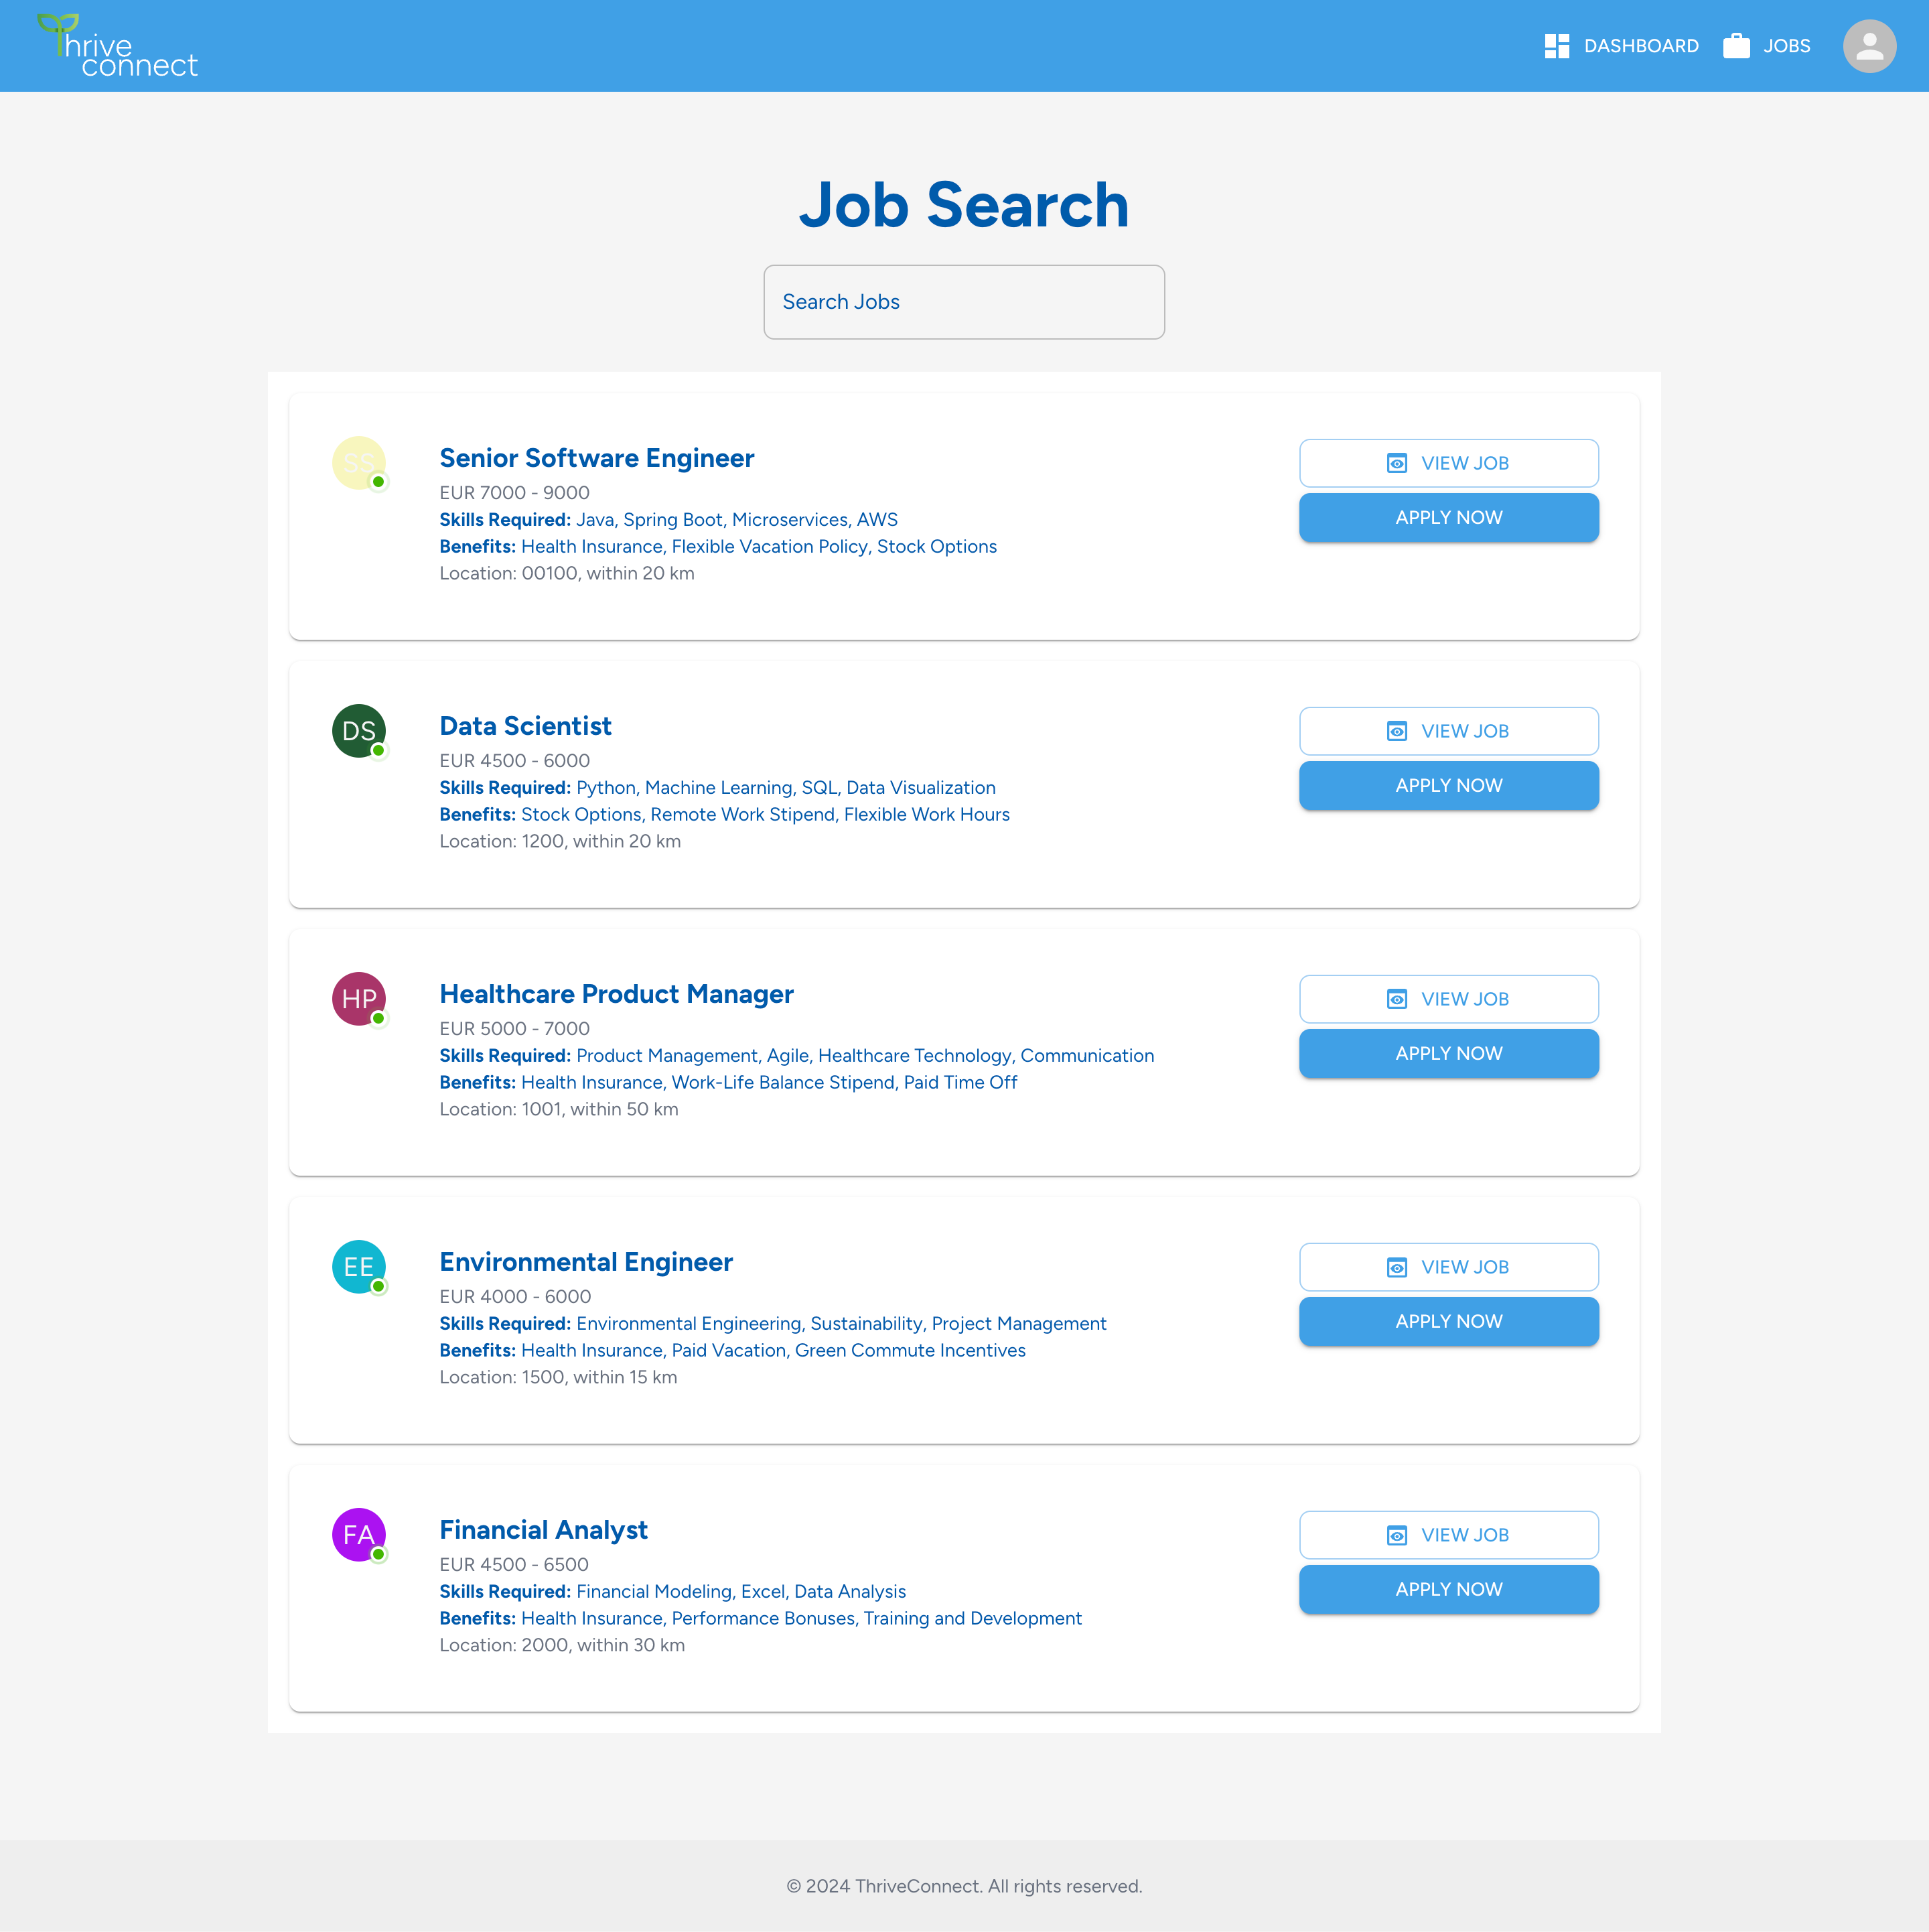 Thrive
connect
DASHBOARD
JOBS
Job Search
Search Jobs
SS
Senior Software Engineer
EUR 7000 - 9000
Skills Required: Java, Spring Boot, Microservices, AWS
Benefits: Health Insurance, Flexible Vacation Policy, Stock Options
Location: 00100, within 20 km
VIEW JOB
APPLY NOW
DS
Data Scientist
EUR 4500 - 6000
Skills Required: Python, Machine Learning, SQL, Data Visualization
Benefits: Stock Options, Remote Work Stipend, Flexible Work Hours
Location: 1200, within 20 km
VIEW JOB
APPLY NOW
HP
Healthcare Product Manager
EUR 5000 - 7000
Skills Required: Product Management, Agile, Healthcare Technology, Communication
Benefits: Health Insurance, Work-Life Balance Stipend, Paid Time Off
Location: 1001, within 50 km
VIEW JOB
APPLY NOW
EE
Environmental Engineer
EUR 4000 - 6000
Skills Required: Environmental Engineering, Sustainability, Project Management
Benefits: Health Insurance, Paid Vacation, Green Commute Incentives
Location: 1500, within 15 km
VIEW JOB
APPLY NOW
FA
Financial Analyst
EUR 4500 - 6500
Skills Required: Financial Modeling, Excel, Data Analysis
Benefits: Health Insurance, Performance Bonuses, Training and Development
Location: 2000, within 30 km
VIEW JOB
APPLY NOW
© 2024 ThriveConnect. All rights reserved.